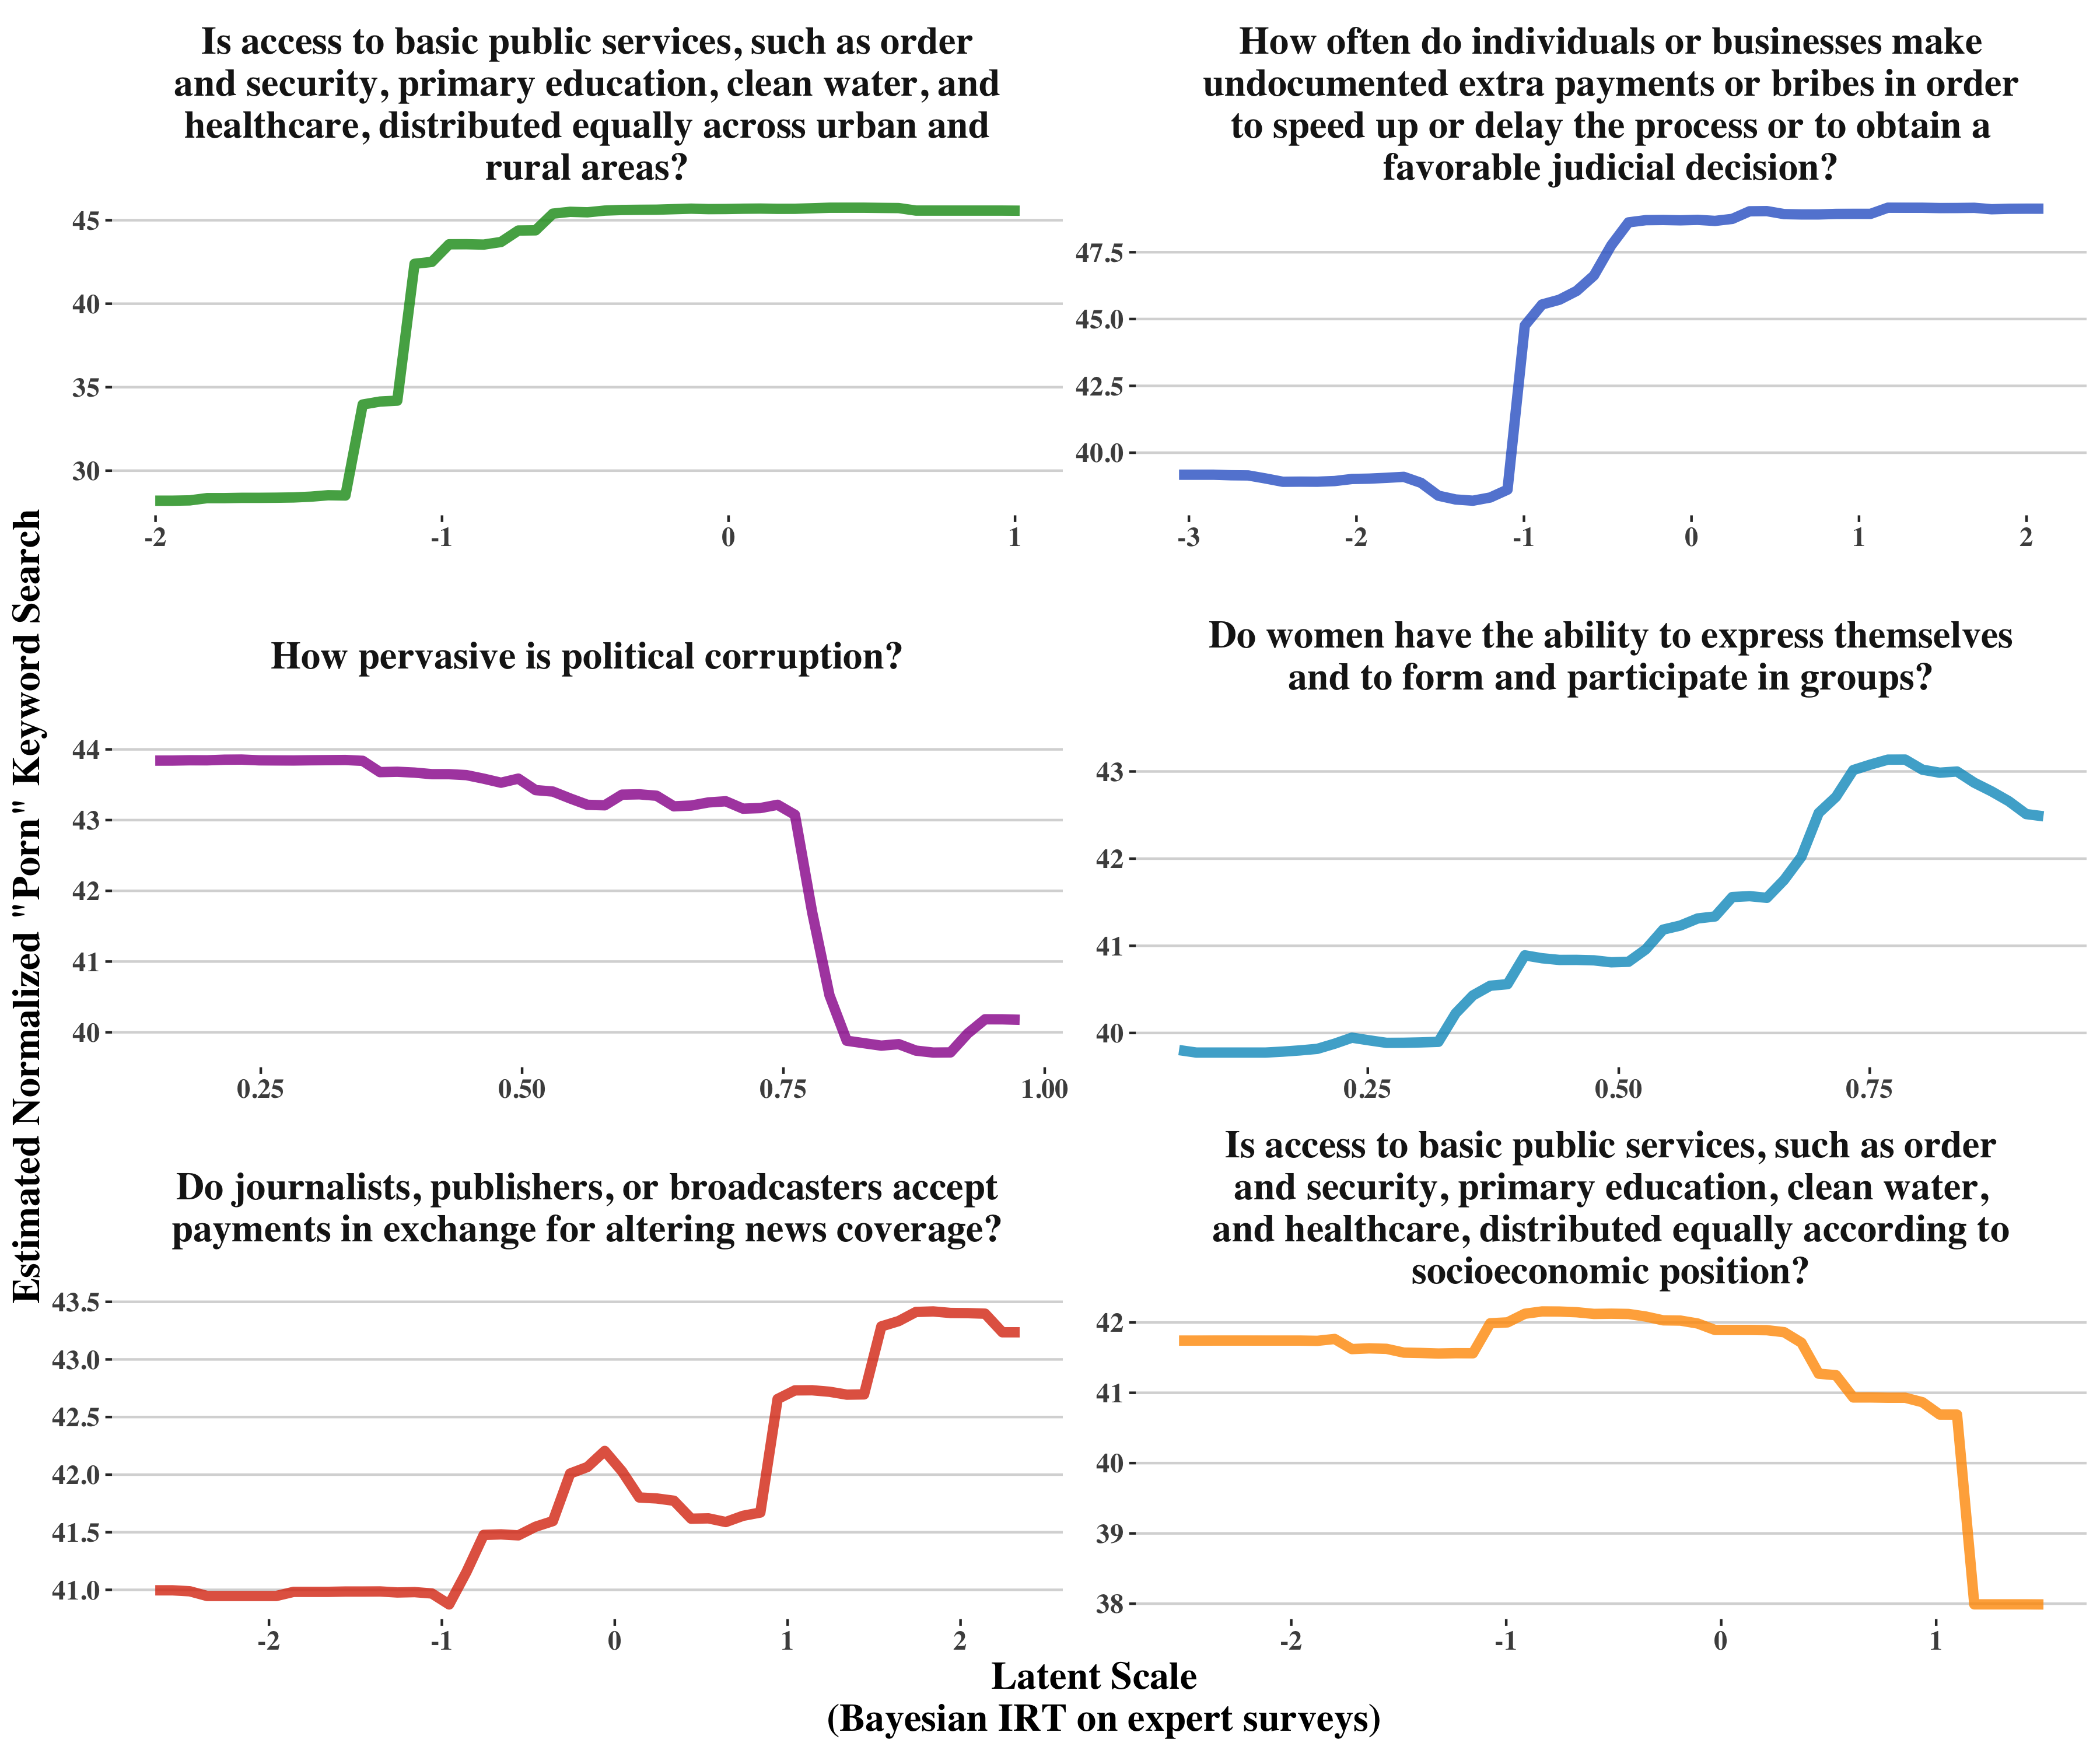 Is access to basic public services, such as order
and security, primary education, clean water, and
healthcare, distributed equally across urban and
rural areas?
45
40
35
30
-2 -1 0 1
How often do individuals or businesses make
undocumented extra payments or bribes in order
to speed up or delay the process or to obtain a
favorable judicial decision?
47.5
45.0
42.5
40.0
-3 -2 -1 0 1 2
Estimated Normalized "Porn" Keyword Search
How pervasive is political corruption?
44
43
42
41
40
0.25 0.50 0.75 1.00
Do women have the ability to express themselves
and to form and participate in groups?
43
42
41
40
0.25 0.50 0.75
Do journalists, publishers, or broadcasters accept
payments in exchange for altering news coverage?
43.5
43.0
42.5
42.0
41.5
41.0
-2 -1 0 1 2
Is access to basic public services, such as order
and security, primary education, clean water,
and healthcare, distributed equally according to
socioeconomic position?
42
41
40
39
38
-2 -1 0 1
Latent Scale
(Bayesian IRT on expert surveys)